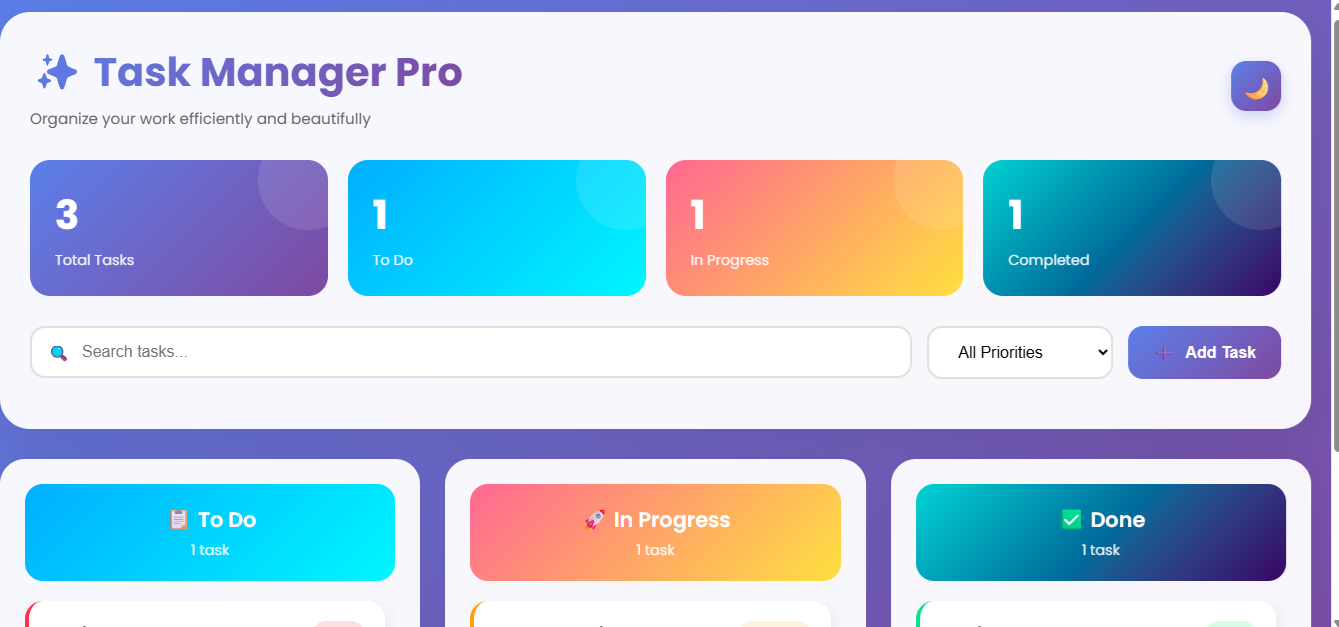 Task Manager Pro
Organize your work efficiently and beautifully
3
Total Tasks
1
To Do
1
In Progress
1
Completed
Search tasks...
All Priorities
Add Task
To Do
1 task
In Progress
1 task
Done
1 task